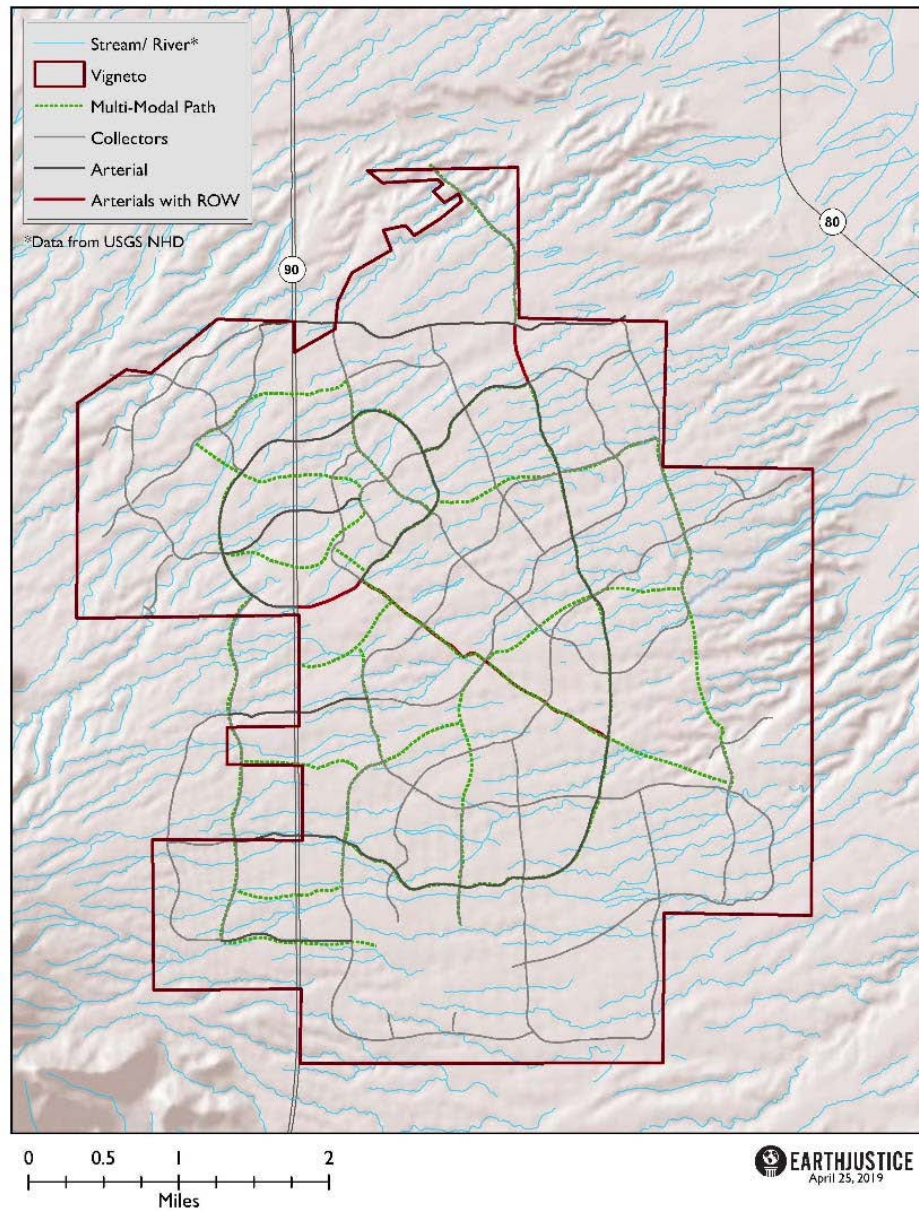 Stream/ River*
Vigneto
Multi-Modal Path
Collectors
Arterial
Arterials with ROW
*Data from USGS NHD
80
90
0 0.5 1 2
Miles
EARTHJUSTICE
April 25, 2019